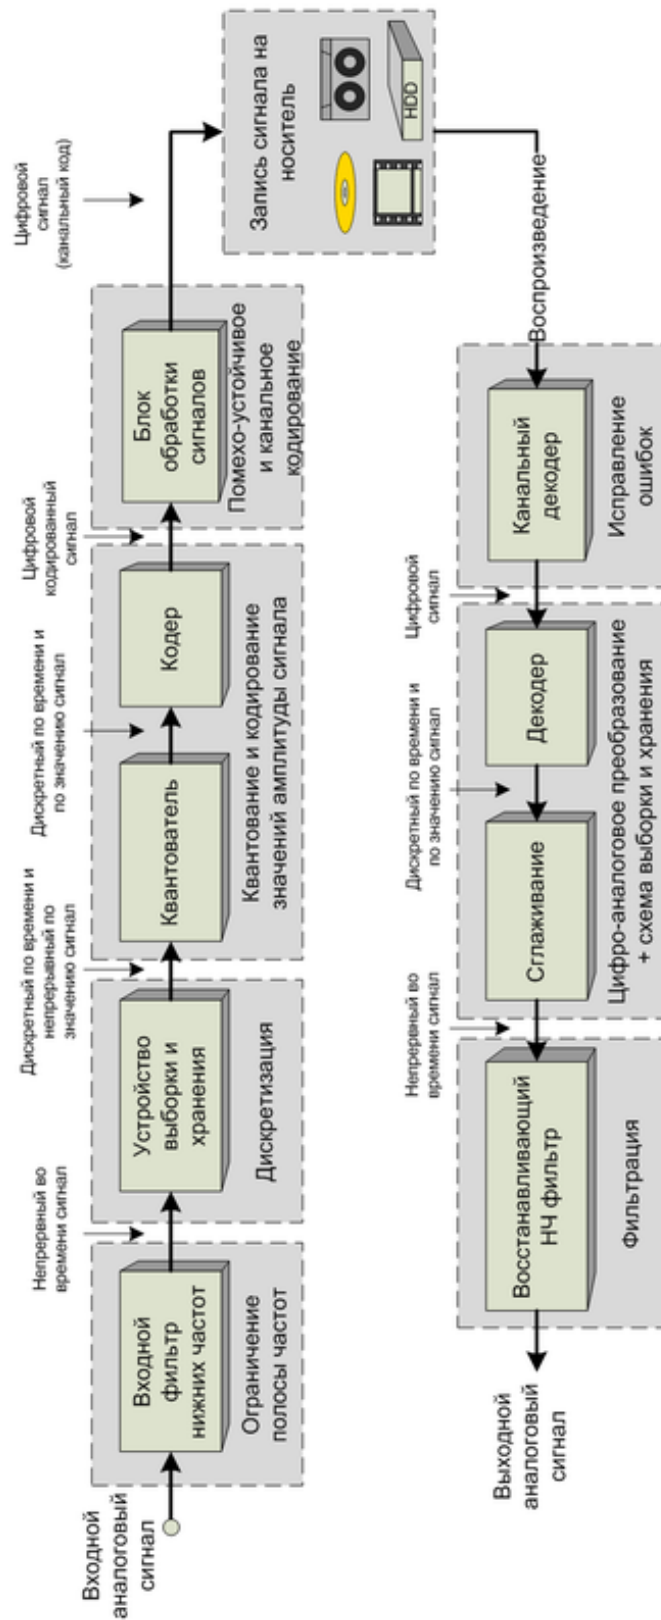 Входной
аналоговый
сигнал
Входной
фильтр
нижних частот
Ограничение
полосы частот
Непрервный во
времени сигнал
Устройство
выборки и
хранения
Дискретизация
Дискретный по времени и
непрерывный по
значению сигнал
Квантователь
Дискретный по времени и
по значению сигнал
Кодер
Квантование и кодирование
значений амплитуды сигнала
Цифровой
кодированный
сигнал
Блок
обработки
сигналов
Помехо-устойчивое
и канальное
кодирование
Цифровой
сигнал
(канальный код)
Запись сигнала на
носитель
HDD
Воспроизведение
Канальный
декодер
Исправление
ошибок
Цифровой
сигнал
Декодер
Дискретный по времени и
по значению сигнал
Сглаживание
Цифро-аналоговое преобразование
+ схема выборки и хранения
Непрервный во
времени сигнал
Восстанавливающий
НЧ фильтр
Фильтрация
Выходной
аналоговый
сигнал